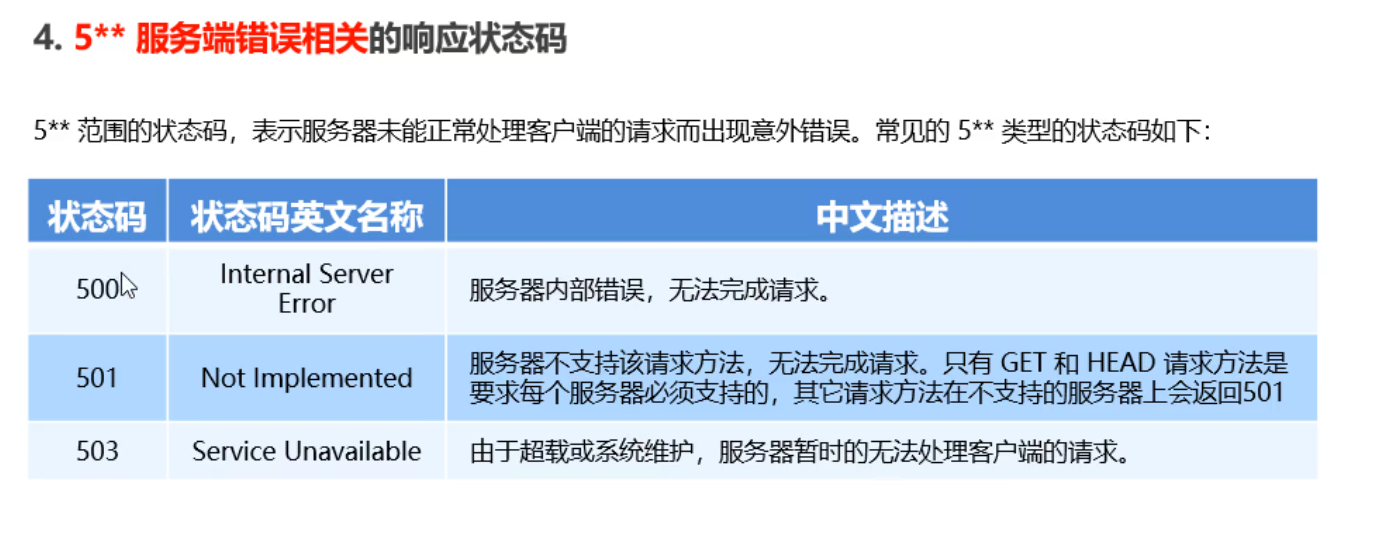 4. 5** 服务端错误相关的响应状态码
5** 范围的状态码，表示服务器未能正常处理客户端的请求而出现意外错误。常见的 5** 类型的状态码如下：
状态码 状态码英文名称 中文描述
500 Internal Server
Error 服务器内部错误，无法完成请求。
501 Not Implemented 服务器不支持该请求方法，无法完成请求。只有 GET 和 HEAD 请求方法是
要求每个服务器必须支持的，其它请求方法在不支持的服务器上会返回501
503 Service Unavailable 由于超载或系统维护，服务器暂时的无法处理客户端的请求。